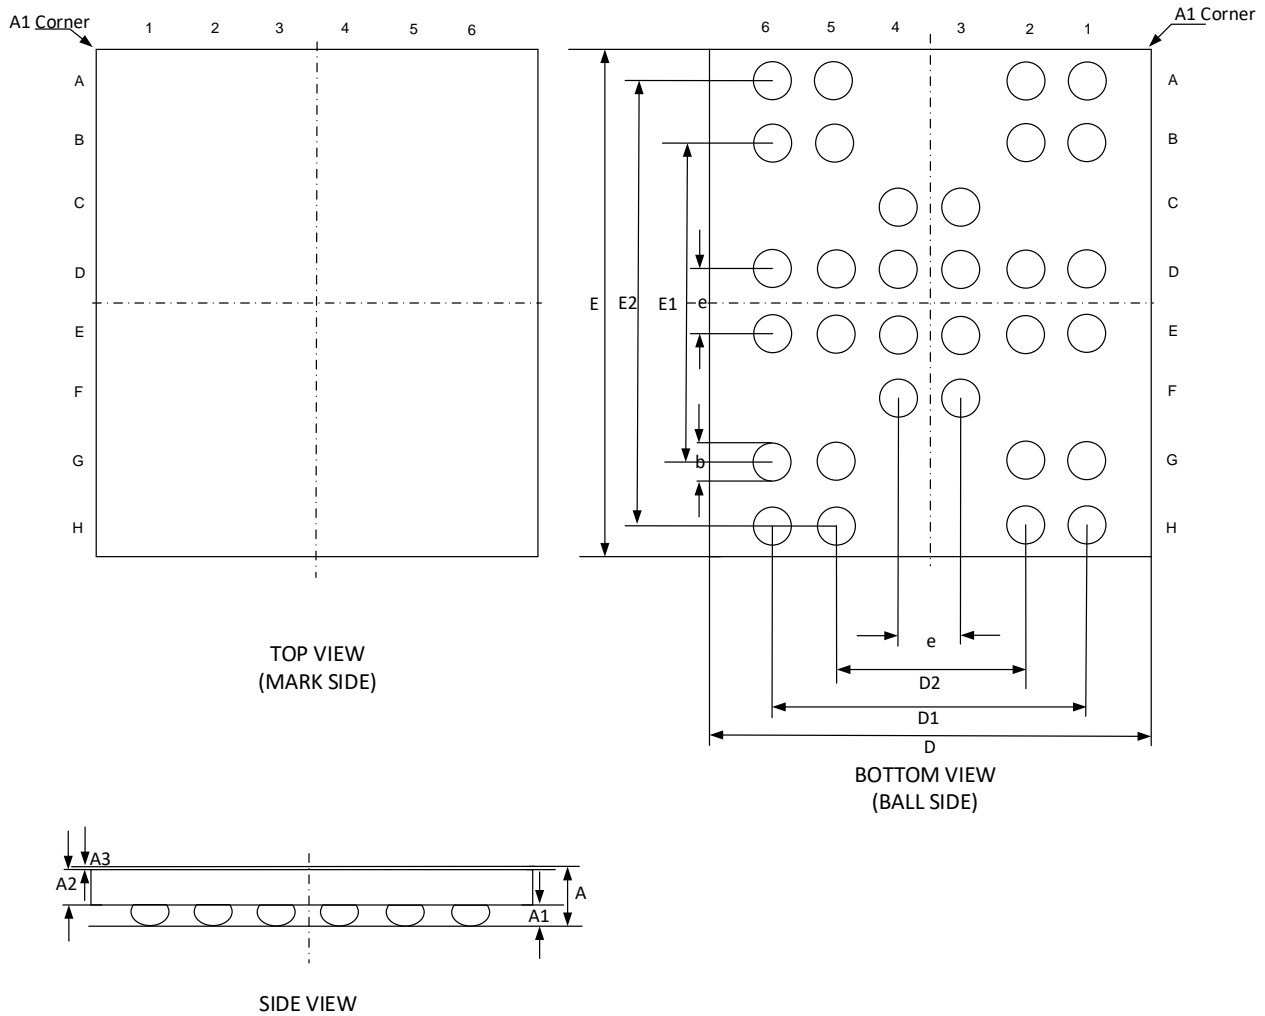 A1 Corner
1 2 3 4 5 6
A
B
C
D
E
F
G
H
TOP VIEW
(MARK SIDE)
A1 Corner
6 5 4 3 2 1
A
B
C
D
E
F
G
H
E
E2
E1
e
b
e
D2
D1
D
BOTTOM VIEW
(BALL SIDE)
A3
A2
A
A1
SIDE VIEW